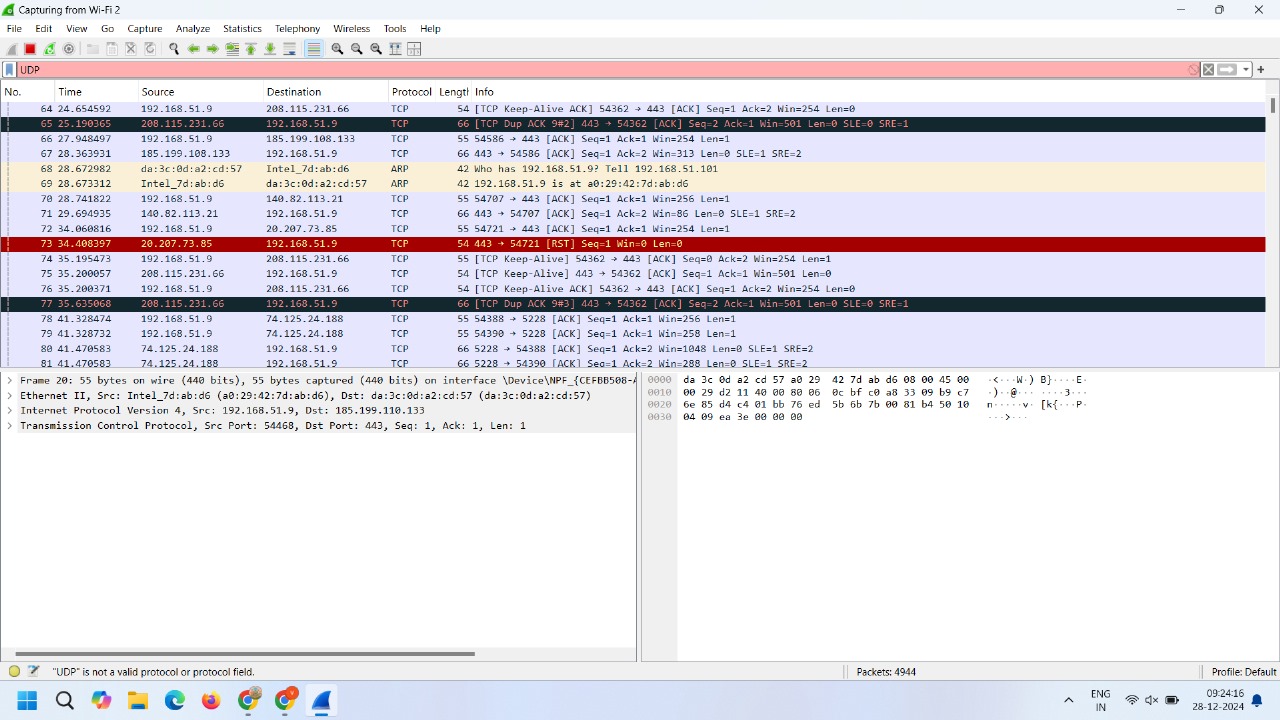 Capturing from Wi-Fi 2
File Edit View Go Capture Analyze Statistics Telephony Wireless Tools Help
UDP
No. Time Source Destination Protocol Length Info
64 24.654592 192.168.51.9 208.115.231.66 TCP 54 [TCP Keep-Alive ACK] 54362 → 443 [ACK] Seq=1 Ack=2 Win=254 Len=0
65 25.190365 208.115.231.66 192.168.51.9 TCP 66 [TCP Dup ACK 9#2] 443 → 54362 [ACK] Seq=2 Ack=1 Win=501 Len=0 SLE=0 SRE=1
66 27.948497 192.168.51.9 185.199.108.133 TCP 55 54586 → 443 [ACK] Seq=1 Ack=1 Win=254 Len=1
67 28.363931 185.199.108.133 192.168.51.9 TCP 66 443 → 54586 [ACK] Seq=1 Ack=2 Win=313 Len=0 SLE=1 SRE=2
68 28.672982 da:3c:0d:a2:cd:57 Intel_7d:ab:d6 ARP 42 Who has 192.168.51.9? Tell 192.168.51.101
69 28.673312 Intel_7d:ab:d6 da:3c:0d:a2:cd:57 ARP 42 192.168.51.9 is at a0:29:42:7d:ab:d6
70 28.741822 192.168.51.9 140.82.113.21 TCP 55 54707 → 443 [ACK] Seq=1 Ack=1 Win=256 Len=1
71 29.694935 140.82.113.21 192.168.51.9 TCP 66 443 → 54707 [ACK] Seq=1 Ack=2 Win=86 Len=0 SLE=1 SRE=2
72 34.060816 192.168.51.9 20.207.73.85 TCP 55 54721 → 443 [ACK] Seq=1 Ack=1 Win=254 Len=1
73 34.408397 20.207.73.85 192.168.51.9 TCP 54 443 → 54721 [RST] Seq=1 Win=0 Len=0
74 35.195473 192.168.51.9 208.115.231.66 TCP 55 [TCP Keep-Alive] 54362 → 443 [ACK] Seq=0 Ack=2 Win=254 Len=1
75 35.200057 208.115.231.66 192.168.51.9 TCP 54 [TCP Keep-Alive] 443 → 54362 [ACK] Seq=1 Ack=1 Win=501 Len=0
76 35.200371 192.168.51.9 208.115.231.66 TCP 54 [TCP Keep-Alive ACK] 54362 → 443 [ACK] Seq=1 Ack=2 Win=254 Len=0
77 35.635068 208.115.231.66 192.168.51.9 TCP 66 [TCP Dup ACK 9#3] 443 → 54362 [ACK] Seq=2 Ack=1 Win=501 Len=0 SLE=0 SRE=1
78 41.328474 192.168.51.9 74.125.24.188 TCP 55 54388 → 5228 [ACK] Seq=1 Ack=1 Win=256 Len=1
79 41.328732 192.168.51.9 74.125.24.188 TCP 55 54390 → 5228 [ACK] Seq=1 Ack=1 Win=258 Len=1
80 41.470583 74.125.24.188 192.168.51.9 TCP 66 5228 → 54388 [ACK] Seq=1 Ack=2 Win=1048 Len=0 SLE=1 SRE=2
81 41.470583 74.125.24.188 192.168.51.9 TCP 66 5228 → 54390 [ACK] Seq=1 Ack=2 Win=288 Len=0 SLE=1 SRE=2
Frame 20: 55 bytes on wire (440 bits), 55 bytes captured (440 bits) on interface \Device\NPF_{CEFBB508-A
Ethernet II, Src: Intel_7d:ab:d6 (a0:29:42:7d:ab:d6), Dst: da:3c:0d:a2:cd:57 (da:3c:0d:a2:cd:57)
Internet Protocol Version 4, Src: 192.168.51.9, Dst: 185.199.110.133
Transmission Control Protocol, Src Port: 54468, Dst Port: 443, Seq: 1, Ack: 1, Len: 1
0000 da 3c 0d a2 cd 57 a0 29 42 7d ab d6 08 00 45 00 ·<···W·) B}····E·
0010 00 29 d2 11 40 00 80 06 0c bf c0 a8 33 09 b9 c7 ·)··@··· ····3···
0020 6e 85 d4 c4 01 bb 76 ed 5b 6b 7b 00 81 b4 50 10 n·····v· [k{···P·
0030 04 09 ea 3e 00 00 00 ···>···
"UDP" is not a valid protocol or protocol field.
Packets: 4944
Profile: Default
ENG
IN
09:24:16
28-12-2024